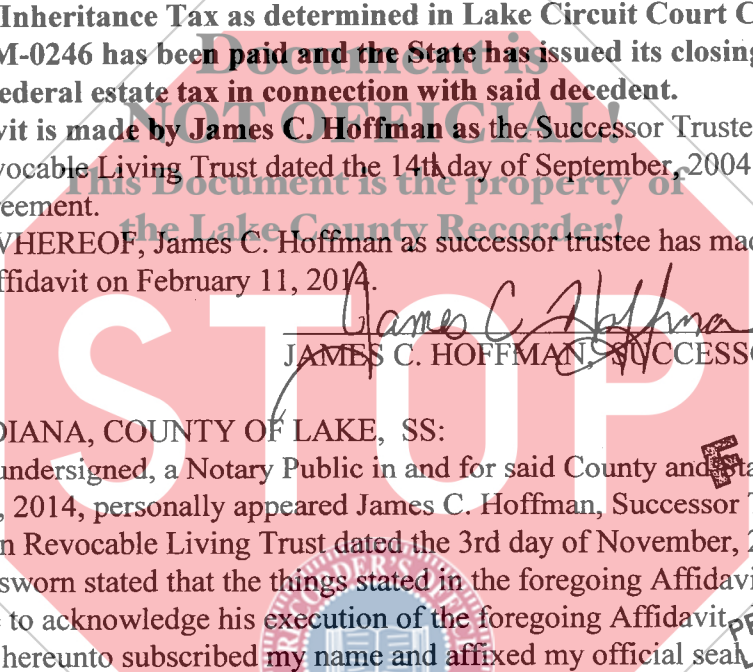 Inheritance Tax as determined in Lake Circuit Court C
M-0246 has been paid and the State has issued its closing
Document is
ederal estate tax in connection with said decedent.
NOT OFFICIAL!
vit is made by James C. Hoffman as the Successor Truste
vocable Living Trust dated the 14th day of September, 2004
This Document is the property of
reement.
the Lake County Recorder!
WHEREOF, James C. Hoffman as successor trustee has mad
ffidavit on February 11, 2014.
James C Hoffman
JAMES C. HOFFMAN, SUCCESSO
STOP
DIANA, COUNTY OF LAKE, SS:
undersigned, a Notary Public in and for said County and Sta
, 2014, personally appeared James C. Hoffman, Successor
n Revocable Living Trust dated the 3rd day of November, 2
sworn stated that the things stated in the foregoing Affidavi
e to acknowledge his execution of the foregoing Affidavit.
hereunto subscribed my name and affixed my official seal
RECORDER'S OFFICE